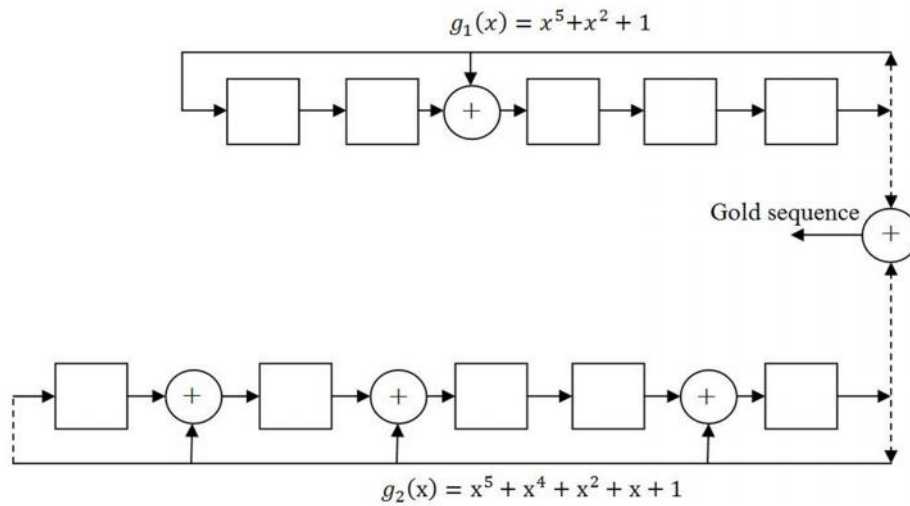 g₁(x) = x⁵+x² + 1
+
Gold sequence
+
+
+
+
g₂(x) = x⁵ + x⁴ + x² + x + 1